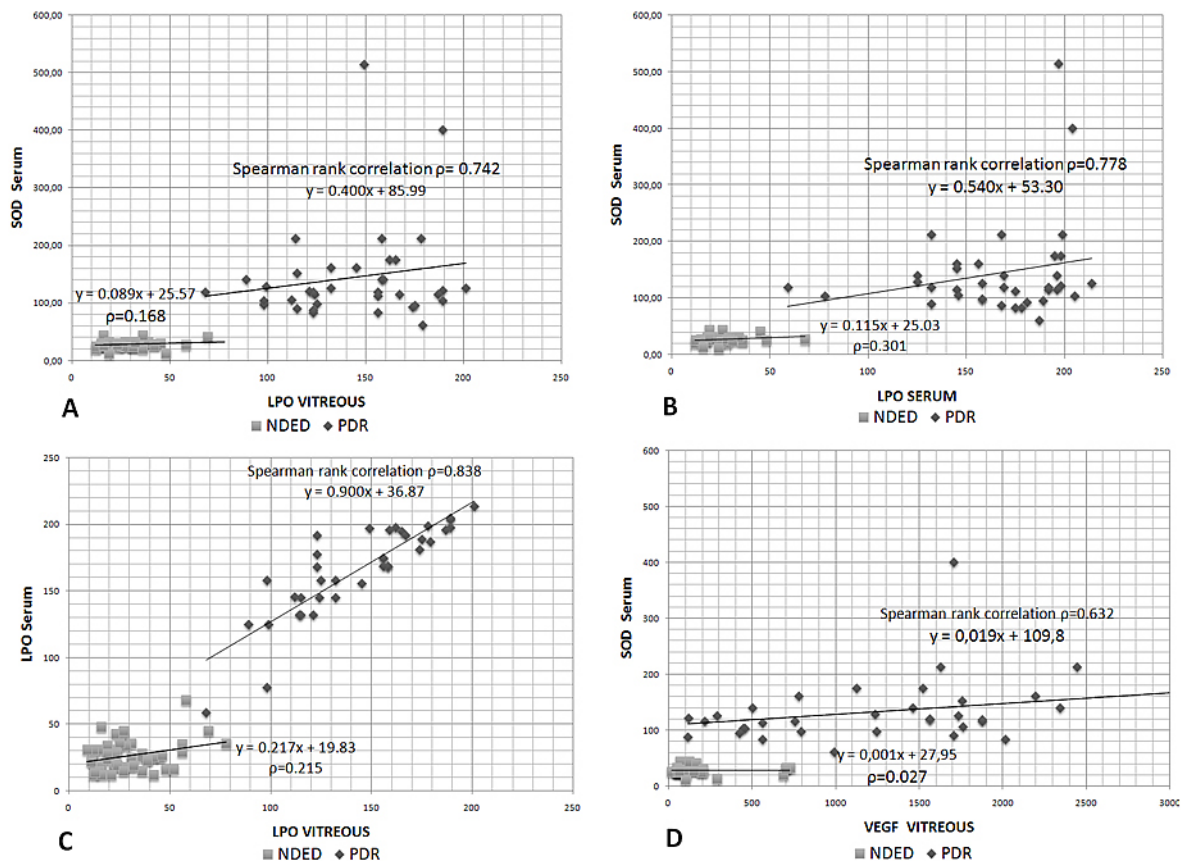 600,00
500,00
400,00
300,00
200,00
100,00
0,00
SOD Serum
Spearman rank correlation ρ= 0.742
y = 0.400x + 85.99
y = 0.089x + 25.57
ρ=0.168
0 50 100 150 200 250
LPO VITREOUS
A
NDED PDR
600,00
500,00
400,00
300,00
200,00
100,00
0,00
SOD Serum
Spearman rank correlation ρ=0.778
y = 0.540x + 53.30
y = 0.115x + 25.03
ρ=0.301
0 50 100 150 200 250
LPO SERUM
B
NDED PDR
250
200
150
100
50
0
LPO Serum
Spearman rank correlation ρ=0.838
y = 0.900x + 36.87
y = 0.217x + 19.83
ρ=0.215
0 50 100 150 200 250
LPO VITREOUS
C
NDED PDR
600
500
400
300
200
100
0
SOD Serum
Spearman rank correlation ρ=0.632
y = 0,019x + 109,8
y = 0,001x + 27,95
ρ=0.027
0 500 1000 1500 2000 2500 3000
VEGF VITREOUS
D
NDED PDR